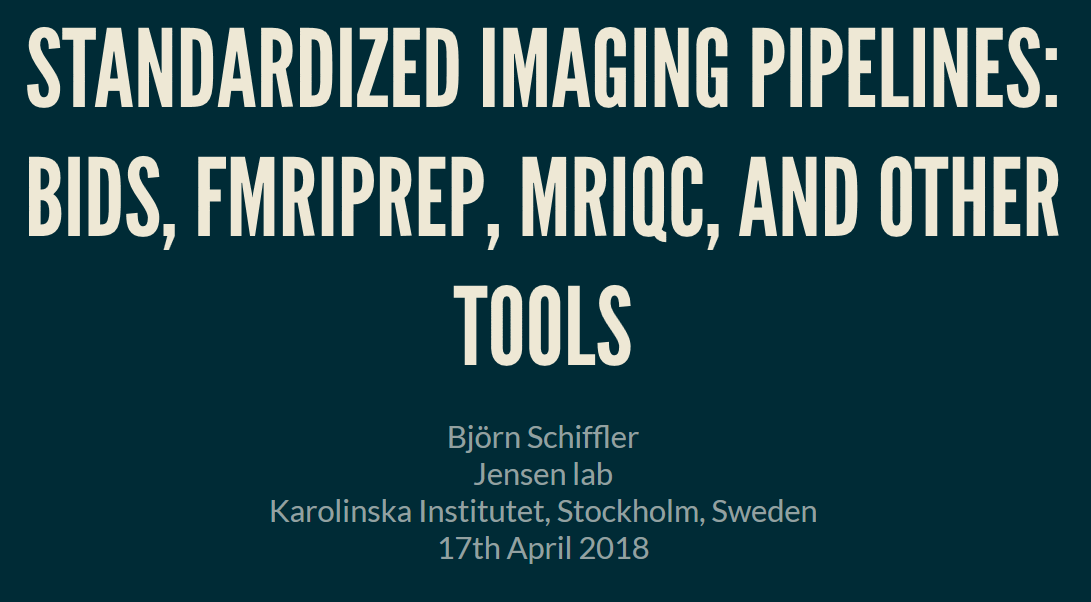 STANDARDIZED IMAGING PIPELINES:
BIDS, FMRIPREP, MRIQC, AND OTHER
TOOLS
Björn Schiffler
Jensen lab
Karolinska Institutet, Stockholm, Sweden
17th April 2018